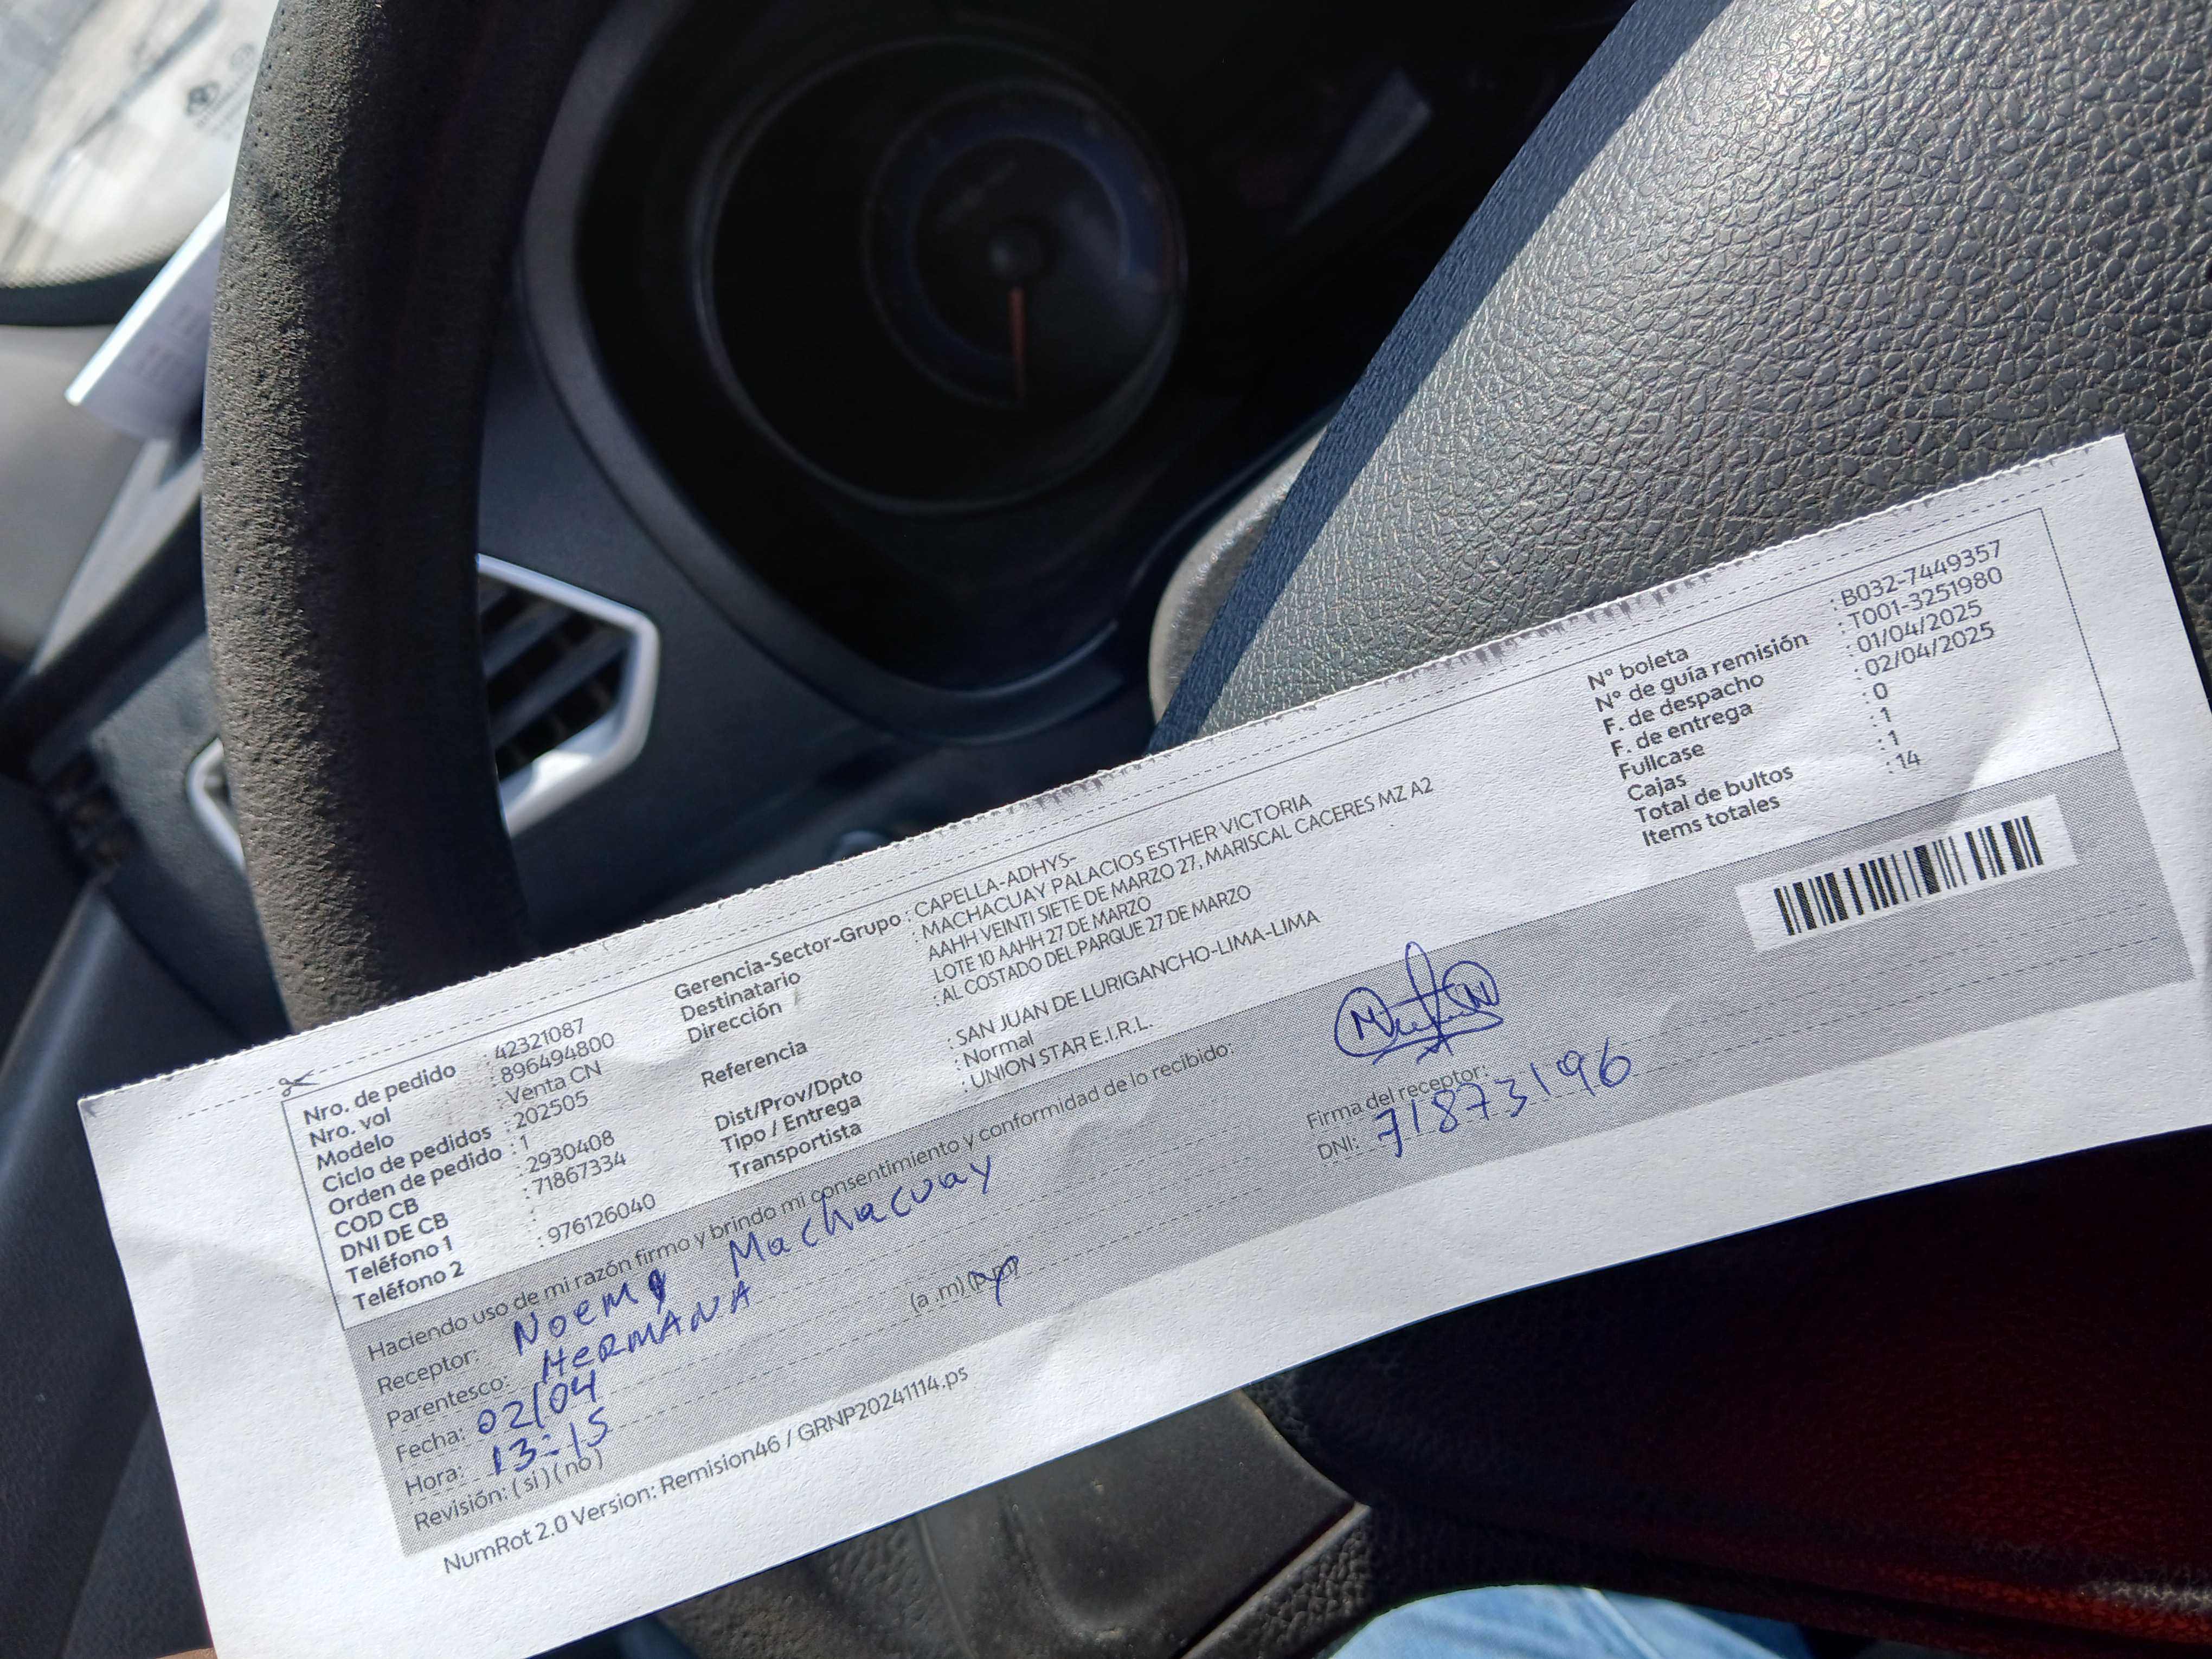 Nro. de pedido : 42321087
Nro. vol : 896494800
Modelo : Venta CN
Ciclo de pedidos : 202505
Orden de pedido : 1
COD CB : 2930408
DNI DE CB : 71867334
Teléfono 1 :
Teléfono 2 : 976126040
Gerencia-Sector-Grupo : CAPELLA-ADHYS-
Destinatario : MACHACUAY PALACIOS ESTHER VICTORIA
Dirección : AAHH VEINTI SIETE DE MARZO 27, MARISCAL CACERES MZ A2
LOTE 10 AAHH 27 DE MARZO
Referencia : AL COSTADO DEL PARQUE 27 DE MARZO
Dist/Prov/Dpto : SAN JUAN DE LURIGANCHO-LIMA-LIMA
Tipo / Entrega : Normal
Transportista : UNION STAR E.I.R.L.
N° boleta : B032-7449357
N° de guía remisión : T001-3251980
F. de despacho : 01/04/2025
F. de entrega : 02/04/2025
Fullcase : 0
Cajas : 1
Total de bultos : 1
Items totales : 14
Haciendo uso de mi razón firmo y brindo mi consentimiento y conformidad de lo recibido:
Receptor: Noemi Machacuay
Parentesco: HeRMANA
Fecha: 02/04
Hora: 13:15 (a.m) (p.m)
Revisión: (si) (no)
Firma del receptor:
DNI: 71873196
NumRot 2.0 Version: Remision46 / GRNP20241114.ps